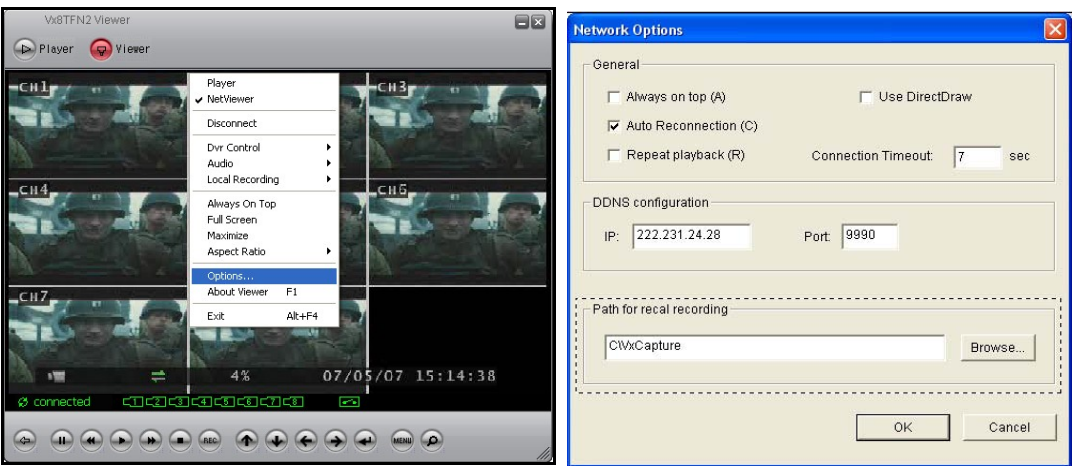 Vx8TFN2 Viewer
Player Viewer
CH1
CH3
CH4
CH6
CH7
Player
NetViewer
Disconnect
Dvr Control
Audio
Local Recording
Always On Top
Full Screen
Maximize
Aspect Ratio
Options...
About Viewer F1
Exit Alt+F4
4% 07/05/07 15:14:38
connected 1 2 3 4 5 6 7 8
REC MENU
Network Options
General
Always on top (A) Use DirectDraw
Auto Reconnection (C)
Repeat playback (R) Connection Timeout: 7 sec
DDNS configuration
IP: 222.231.24.28 Port: 9990
Path for recal recording
C\VxCapture Browse...
OK Cancel